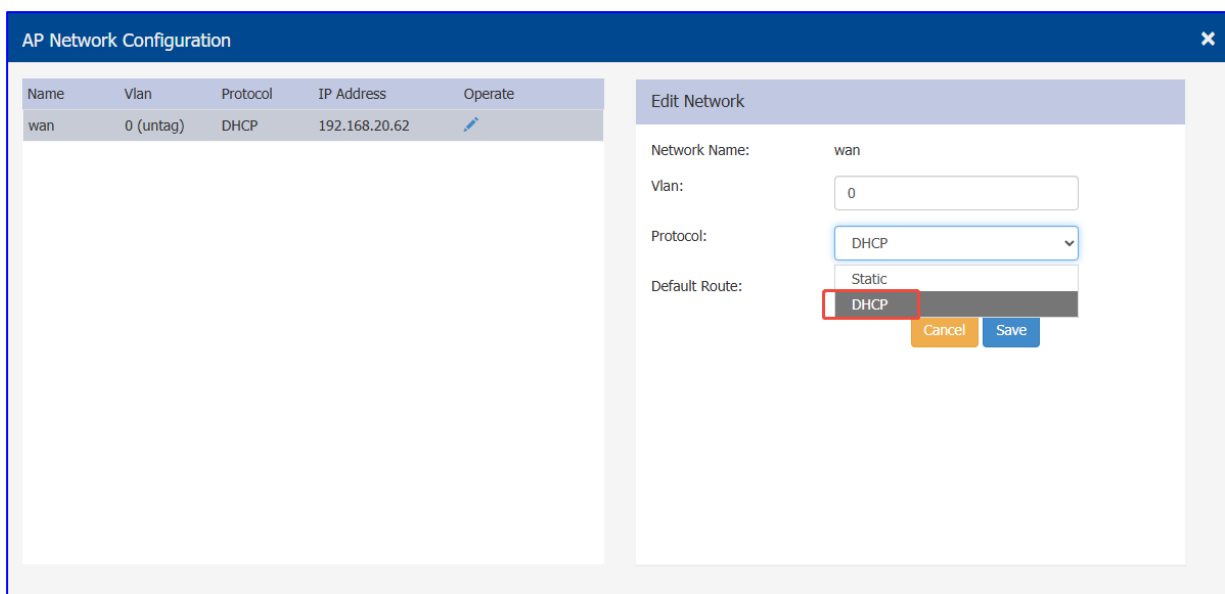 AP Network Configuration
Name Vlan Protocol IP Address Operate
wan 0 (untag) DHCP 192.168.20.62
Edit Network
Network Name: wan
Vlan: 0
Protocol: DHCP
Static
Default Route:
DHCP
Cancel Save